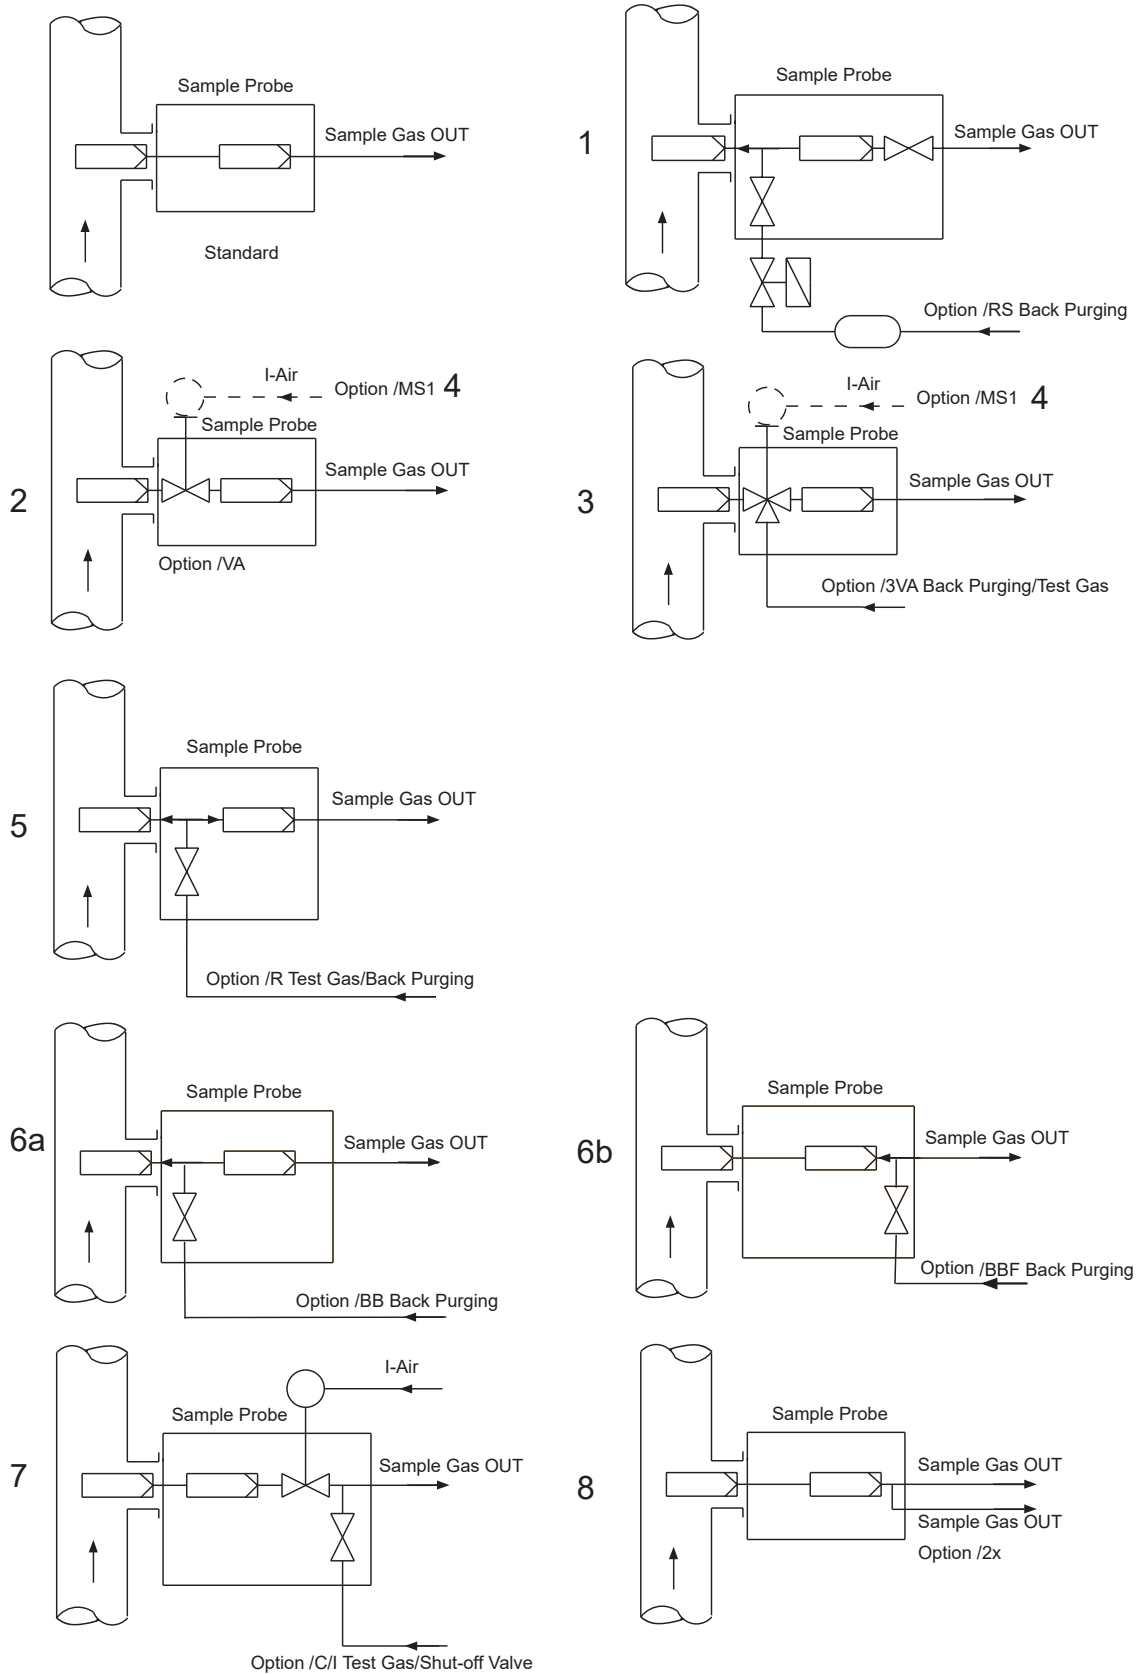 Sample Probe
Sample Gas OUT
Standard
1
Sample Probe
Sample Gas OUT
Option /RS Back Purging
2
I-Air
Option /MS1 4
Sample Probe
Sample Gas OUT
Option /VA
3
I-Air
Option /MS1 4
Sample Probe
Sample Gas OUT
Option /3VA Back Purging/Test Gas
5
Sample Probe
Sample Gas OUT
Option /R Test Gas/Back Purging
6a
Sample Probe
Sample Gas OUT
Option /BB Back Purging
6b
Sample Probe
Sample Gas OUT
Option /BBF Back Purging
7
I-Air
Sample Probe
Sample Gas OUT
Option /C/I Test Gas/Shut-off Valve
8
Sample Probe
Sample Gas OUT
Sample Gas OUT
Option /2x